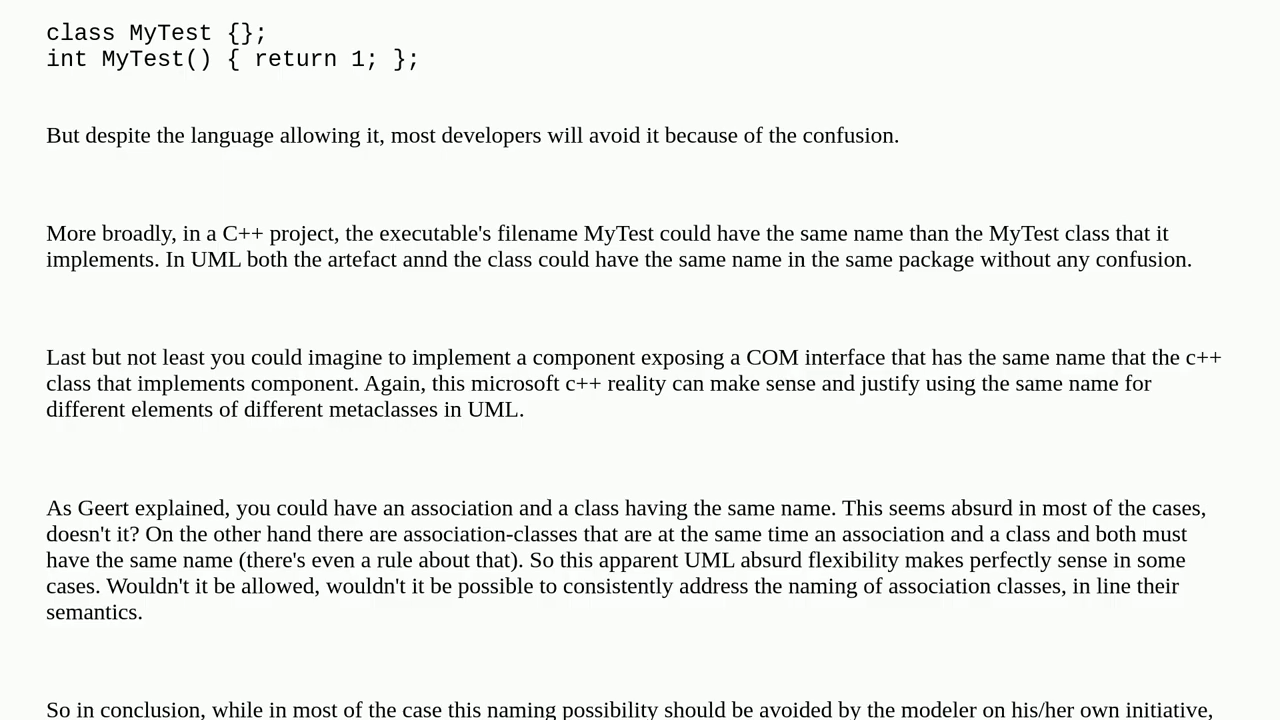 class MyTest {};
int MyTest() { return 1; };
But despite the language allowing it, most developers will avoid it because of the confusion.
More broadly, in a C++ project, the executable's filename MyTest could have the same name than the MyTest class that it
implements. In UML both the artefact annd the class could have the same name in the same package without any confusion.
Last but not least you could imagine to implement a component exposing a COM interface that has the same name that the c++
class that implements component. Again, this microsoft c++ reality can make sense and justify using the same name for
different elements of different metaclasses in UML.
As Geert explained, you could have an association and a class having the same name. This seems absurd in most of the cases,
doesn't it? On the other hand there are association-classes that are at the same time an association and a class and both must
have the same name (there's even a rule about that). So this apparent UML absurd flexibility makes perfectly sense in some
cases. Wouldn't it be allowed, wouldn't it be possible to consistently address the naming of association classes, in line their
semantics.
So in conclusion, while in most of the case this naming possibility should be avoided by the modeler on his/her own initiative,